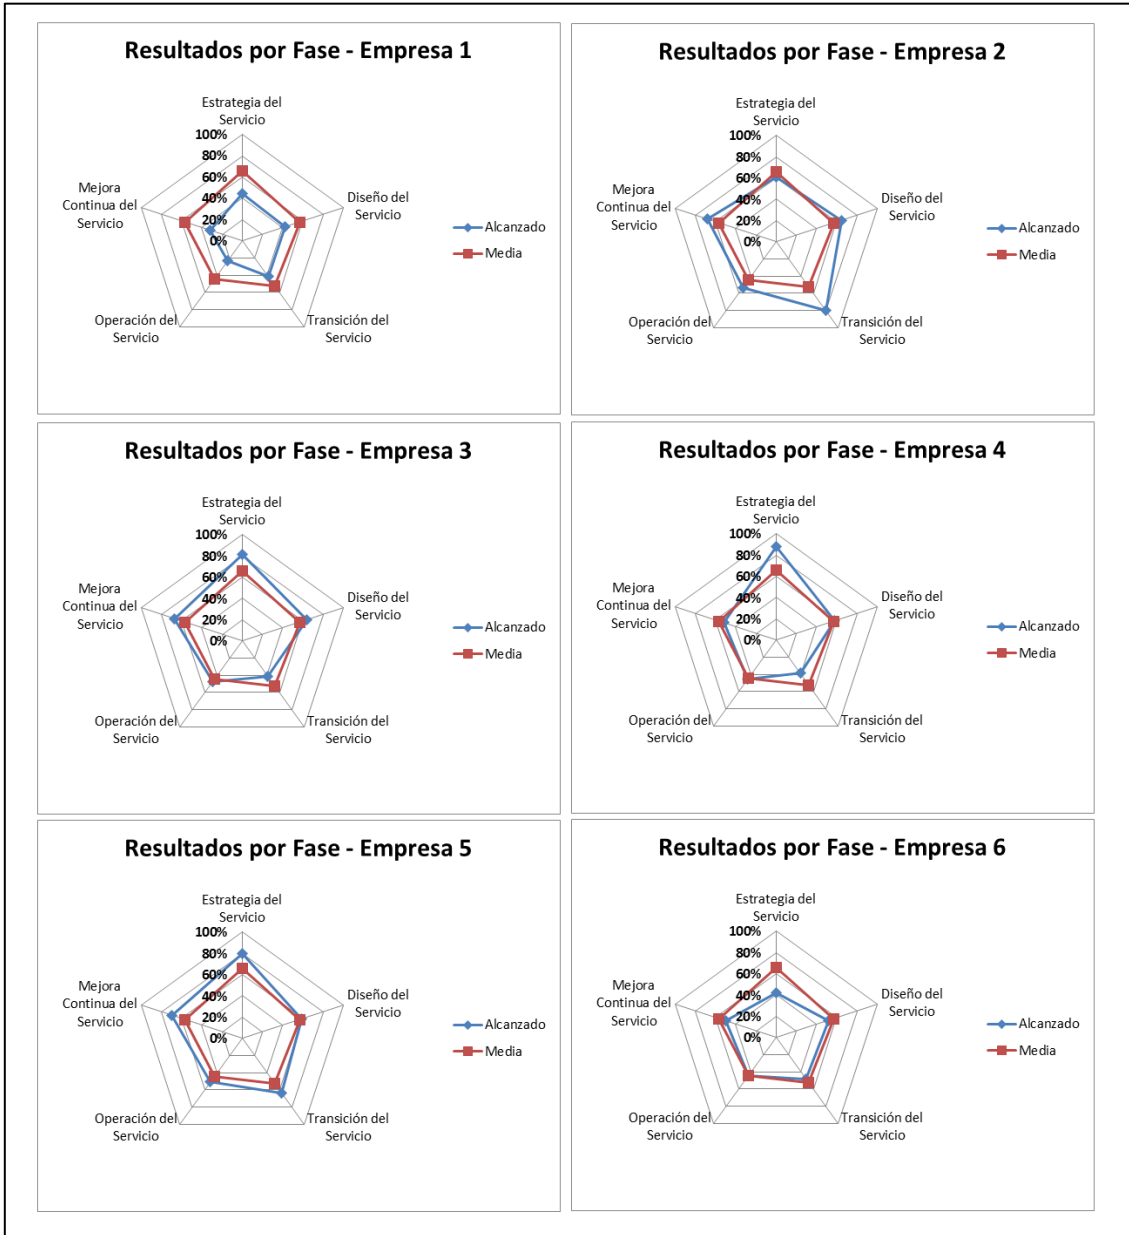 Resultados por Fase - Empresa 1
Estrategia del
Servicio
100%
80%
60%
40%
20%
0%
Diseño del
Servicio
Transición del
Servicio
Operación del
Servicio
Mejora
Continua del
Servicio
Alcanzado
Media
Resultados por Fase - Empresa 2
Estrategia del
Servicio
100%
80%
60%
40%
20%
0%
Diseño del
Servicio
Transición del
Servicio
Operación del
Servicio
Mejora
Continua del
Servicio
Alcanzado
Media
Resultados por Fase - Empresa 3
Estrategia del
Servicio
100%
80%
60%
40%
20%
0%
Diseño del
Servicio
Transición del
Servicio
Operación del
Servicio
Mejora
Continua del
Servicio
Alcanzado
Media
Resultados por Fase - Empresa 4
Estrategia del
Servicio
100%
80%
60%
40%
20%
0%
Diseño del
Servicio
Transición del
Servicio
Operación del
Servicio
Mejora
Continua del
Servicio
Alcanzado
Media
Resultados por Fase - Empresa 5
Estrategia del
Servicio
100%
80%
60%
40%
20%
0%
Diseño del
Servicio
Transición del
Servicio
Operación del
Servicio
Mejora
Continua del
Servicio
Alcanzado
Media
Resultados por Fase - Empresa 6
Estrategia del
Servicio
100%
80%
60%
40%
20%
0%
Diseño del
Servicio
Transición del
Servicio
Operación del
Servicio
Mejora
Continua del
Servicio
Alcanzado
Media